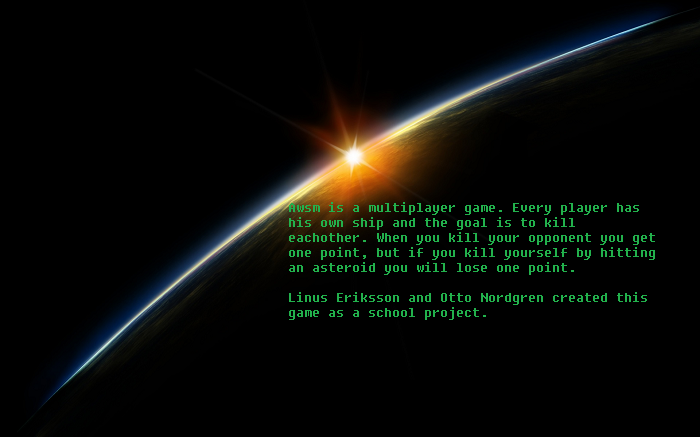 Awsm is a multiplayer game. Every player has
his own ship and the goal is to kill
eachother. When you kill your opponent you get
one point, but if you kill yourself by hitting
an asteroid you will lose one point.
Linus Eriksson and Otto Nordgren created this
game as a school project.